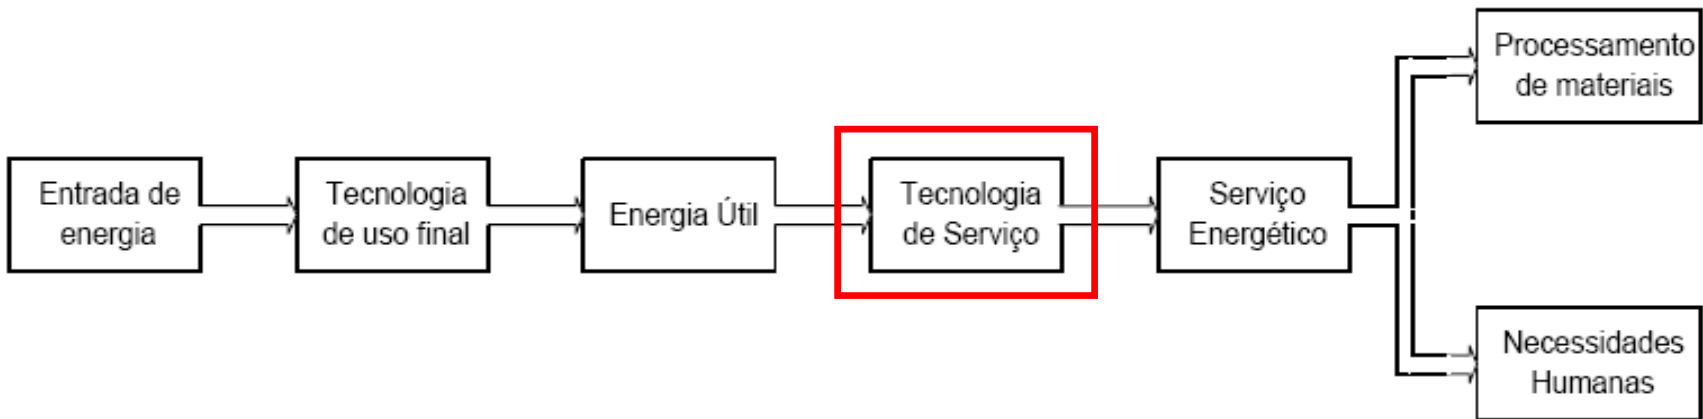 Entrada de
energia
Tecnologia
de uso final
Energia Útil
Tecnologia
de Serviço
Serviço
Energético
Processamento
de materiais
Necessidades
Humanas